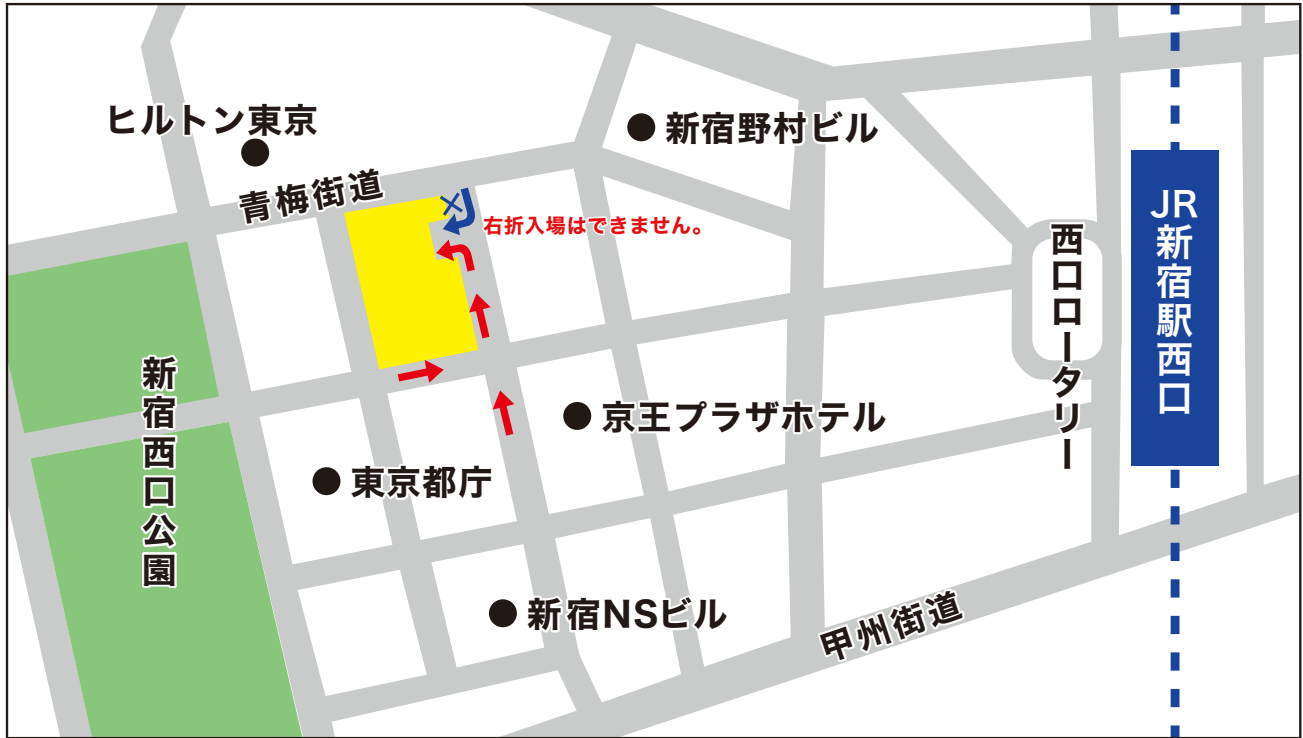 ヒルトン東京
新宿野村ビル
青梅街道
右折入場はできません。
JR新宿駅西口
西口ロータリー
新宿西口公園
京王プラザホテル
東京都庁
新宿NSビル
甲州街道